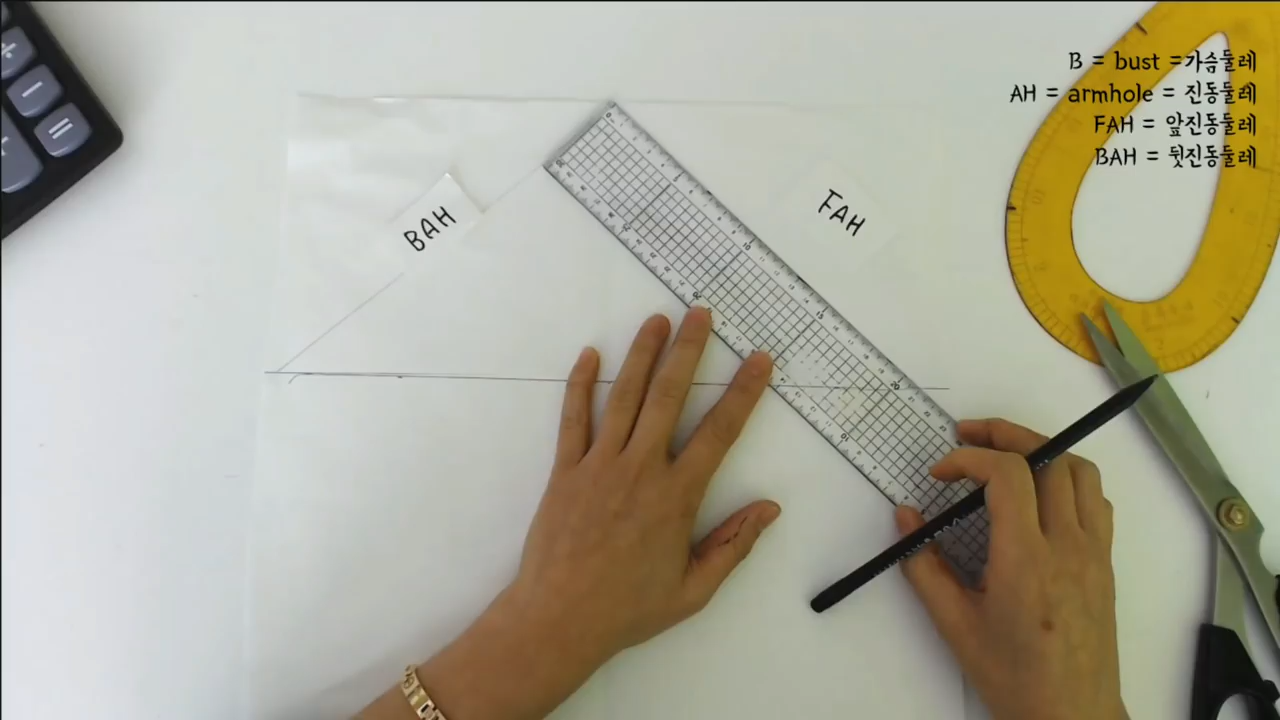 B = bust =가슴둘레
AH = armhole = 진동둘레
FAH = 앞진동둘레
BAH = 뒷진동둘레
BAH
FAH